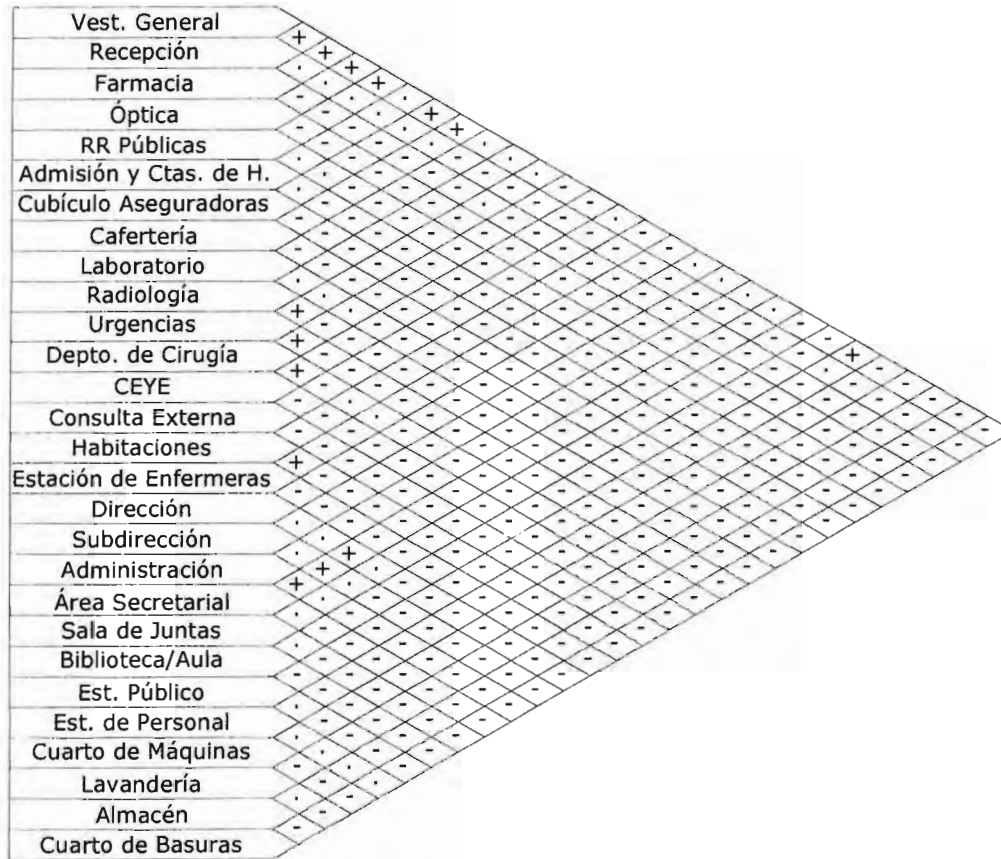 Vest. General
Recepción
Farmacia
Óptica
RR Públicas
Admisión y Ctas. de H.
Cubículo Aseguradoras
Cafertería
Laboratorio
Radiología
Urgencias
Depto. de Cirugía
CEYE
Consulta Externa
Habitaciones
Estación de Enfermeras
Dirección
Subdirección
Administración
Área Secretarial
Sala de Juntas
Biblioteca/Aula
Est. Público
Est. de Personal
Cuarto de Máquinas
Lavandería
Almacén
Cuarto de Basuras